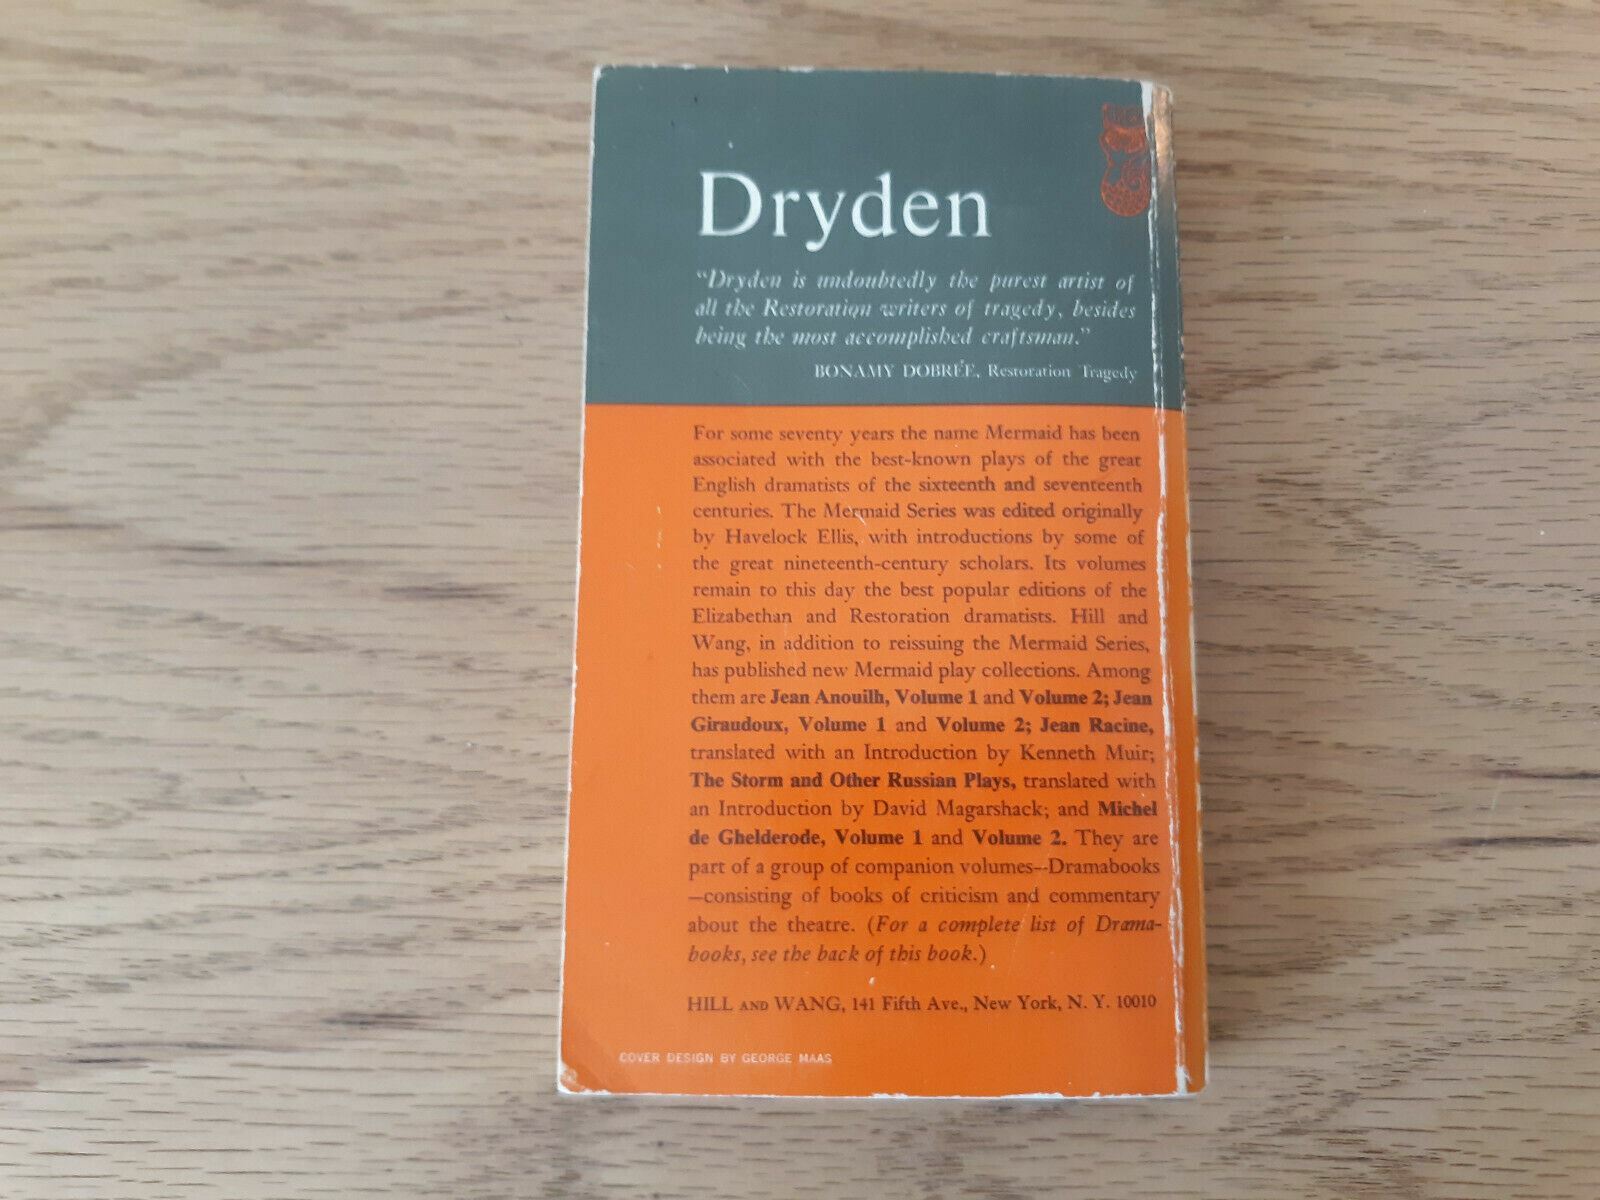 Dryden
"Dryden is undoubtedly the purest artist of
all the Restoration writers of tragedy, besides
being the most accomplished craftsman."
BONAMY DOBRÉE, Restoration Tragedy
For some seventy years the name Mermaid has been
associated with the best-known plays of the great
English dramatists of the sixteenth and seventeenth
centuries. The Mermaid Series was edited originally
by Havelock Ellis, with introductions by some of
the great nineteenth-century scholars. Its volumes
remain to this day the best popular editions of the
Elizabethan and Restoration dramatists. Hill and
Wang, in addition to reissuing the Mermaid Series,
has published new Mermaid play collections. Among
them are Jean Anouilh, Volume 1 and Volume 2; Jean
Giraudoux, Volume 1 and Volume 2; Jean Racine,
translated with an Introduction by Kenneth Muir;
The Storm and Other Russian Plays, translated with
an Introduction by David Magarshack; and Michel
de Ghelderode, Volume 1 and Volume 2. They are
part of a group of companion volumes—Dramabooks
—consisting of books of criticism and commentary
about the theatre. (For a complete list of Drama-
books, see the back of this book.)
HILL AND WANG, 141 Fifth Ave., New York, N. Y. 10010
COVER DESIGN BY GEORGE MAAS